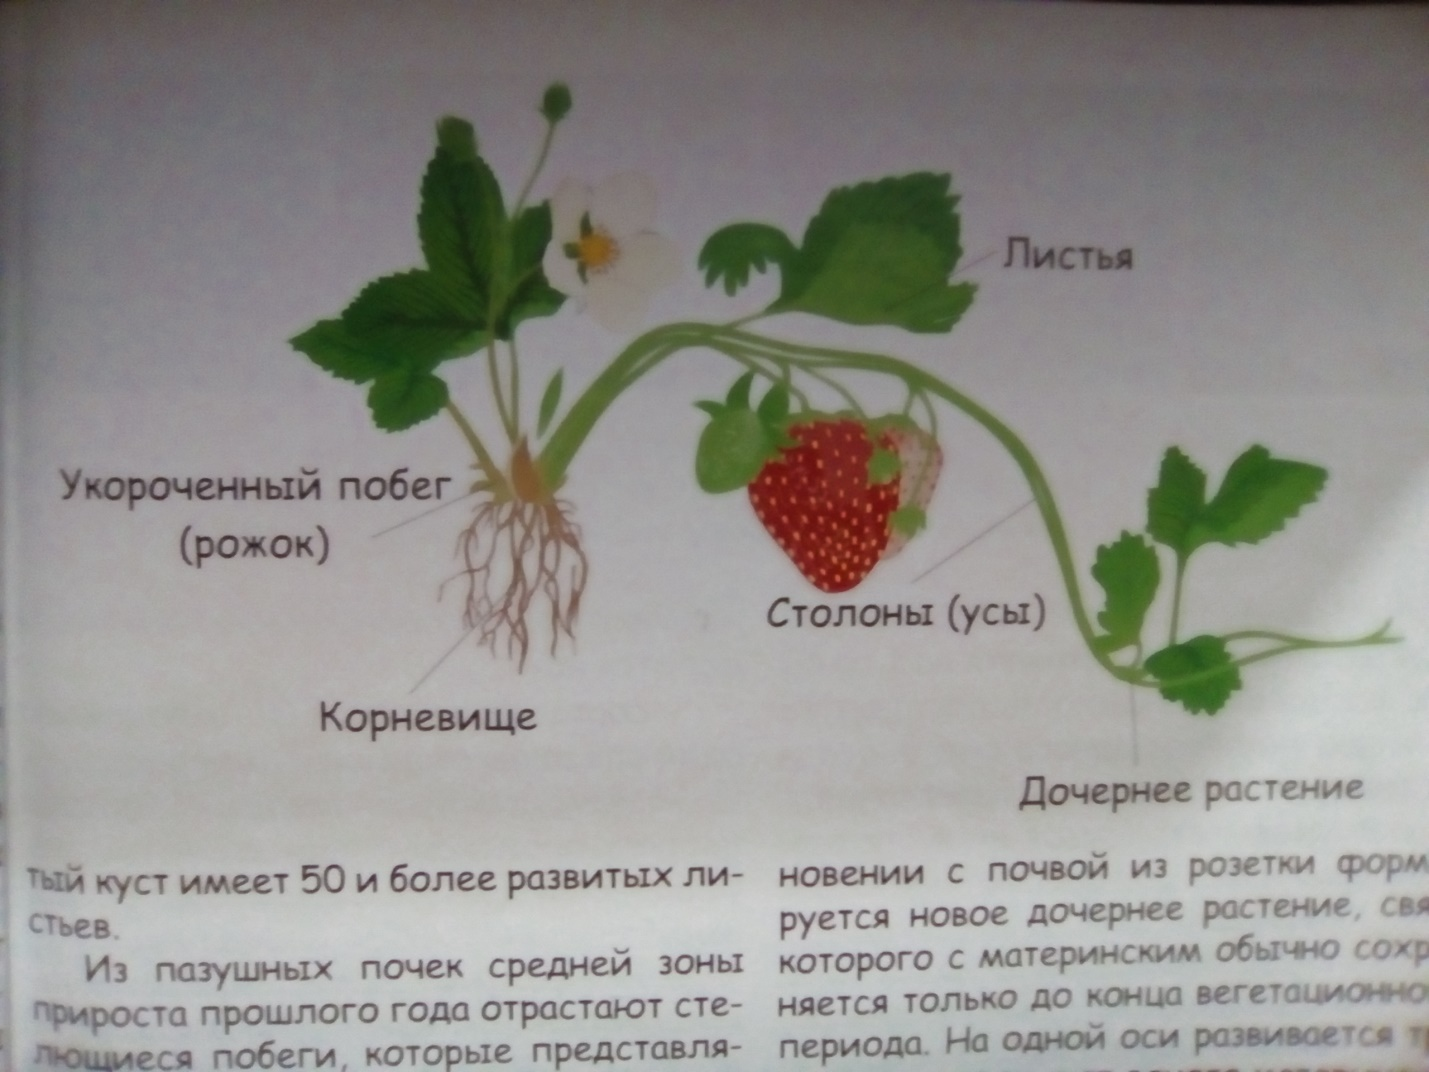 Листья
Укороченный побег
(рожок)
Столоны (усы)
Корневище
Дочернее растение
тый куст имеет 50 и более развитых ли-
стьев.
Из пазушных почек средней зоны
прироста прошлого года отрастают сте-
лющиеся побеги, которые представля-
новении с почвой из розетки форм
руется новое дочернее растение, свя
которого с материнским обычно сохр
няется только до конца вегетационно
периода. На одной оси развивается